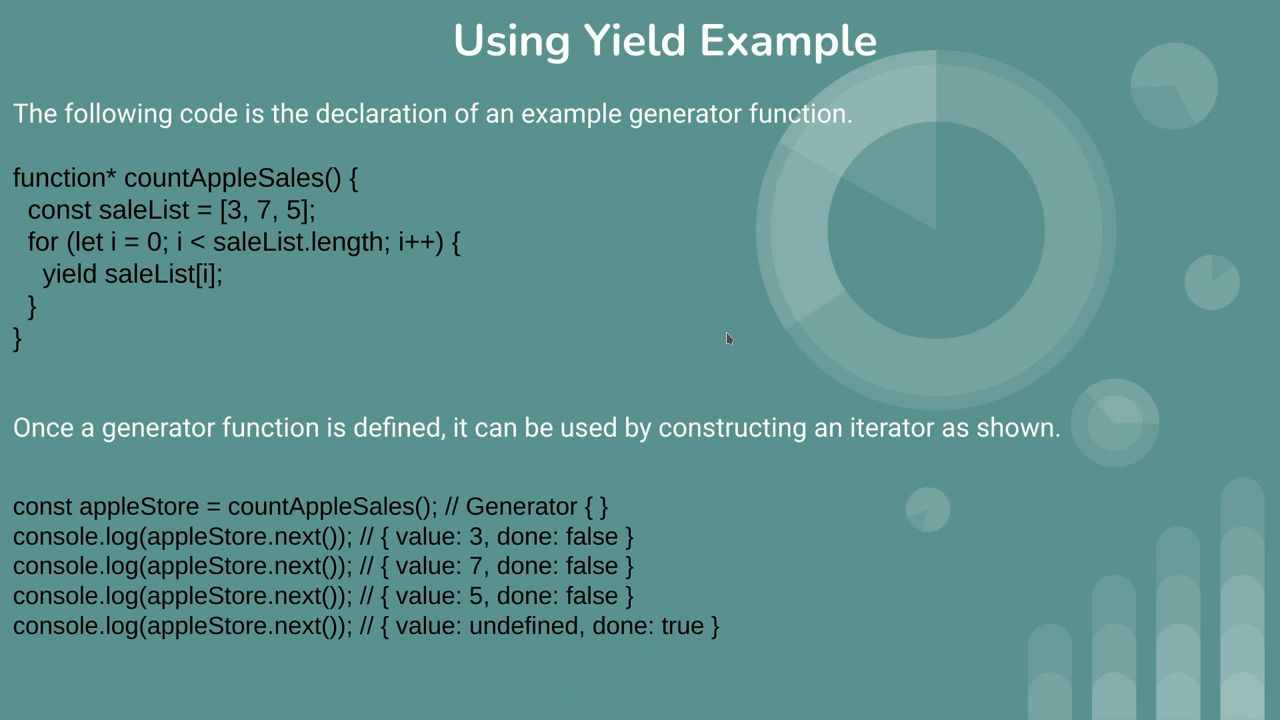 Using Yield Example
The following code is the declaration of an example generator function.
function* countAppleSales() {
  const saleList = [3, 7, 5];
  for (let i = 0; i < saleList.length; i++) {
    yield saleList[i];
  }
}
Once a generator function is defined, it can be used by constructing an iterator as shown.
const appleStore = countAppleSales(); // Generator { }
console.log(appleStore.next()); // { value: 3, done: false }
console.log(appleStore.next()); // { value: 7, done: false }
console.log(appleStore.next()); // { value: 5, done: false }
console.log(appleStore.next()); // { value: undefined, done: true }